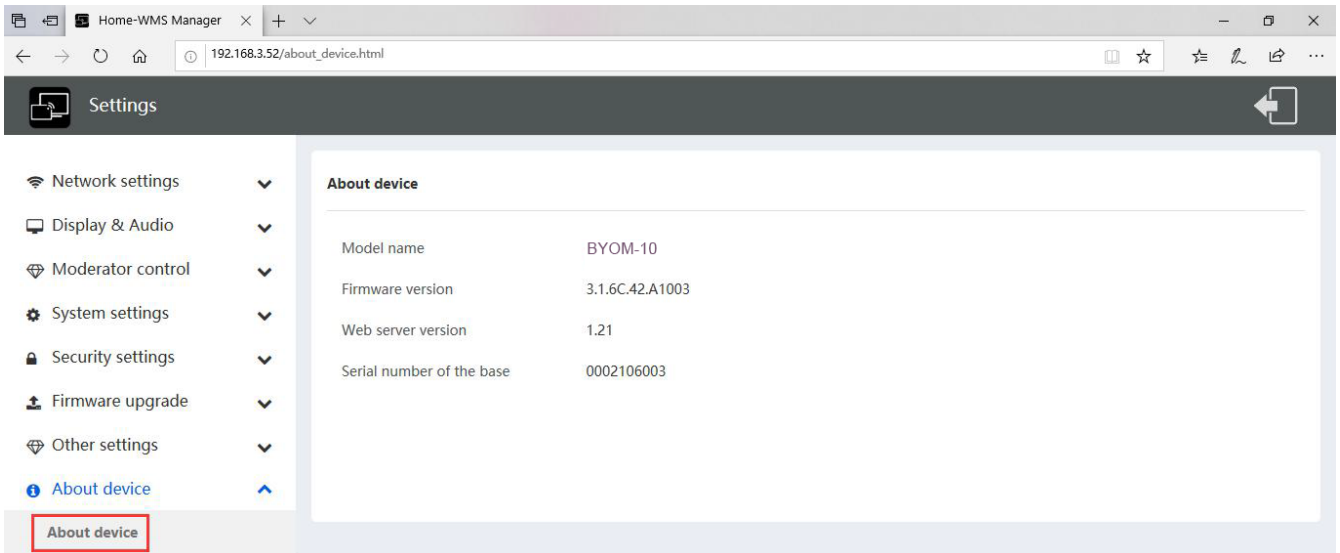 Home-WMS Manager
192.168.3.52/about_device.html
Settings
Network settings
Display & Audio
Moderator control
System settings
Security settings
Firmware upgrade
Other settings
About device
About device
About device
Model name BYOM-10
Firmware version 3.1.6C.42.A1003
Web server version 1.21
Serial number of the base 0002106003